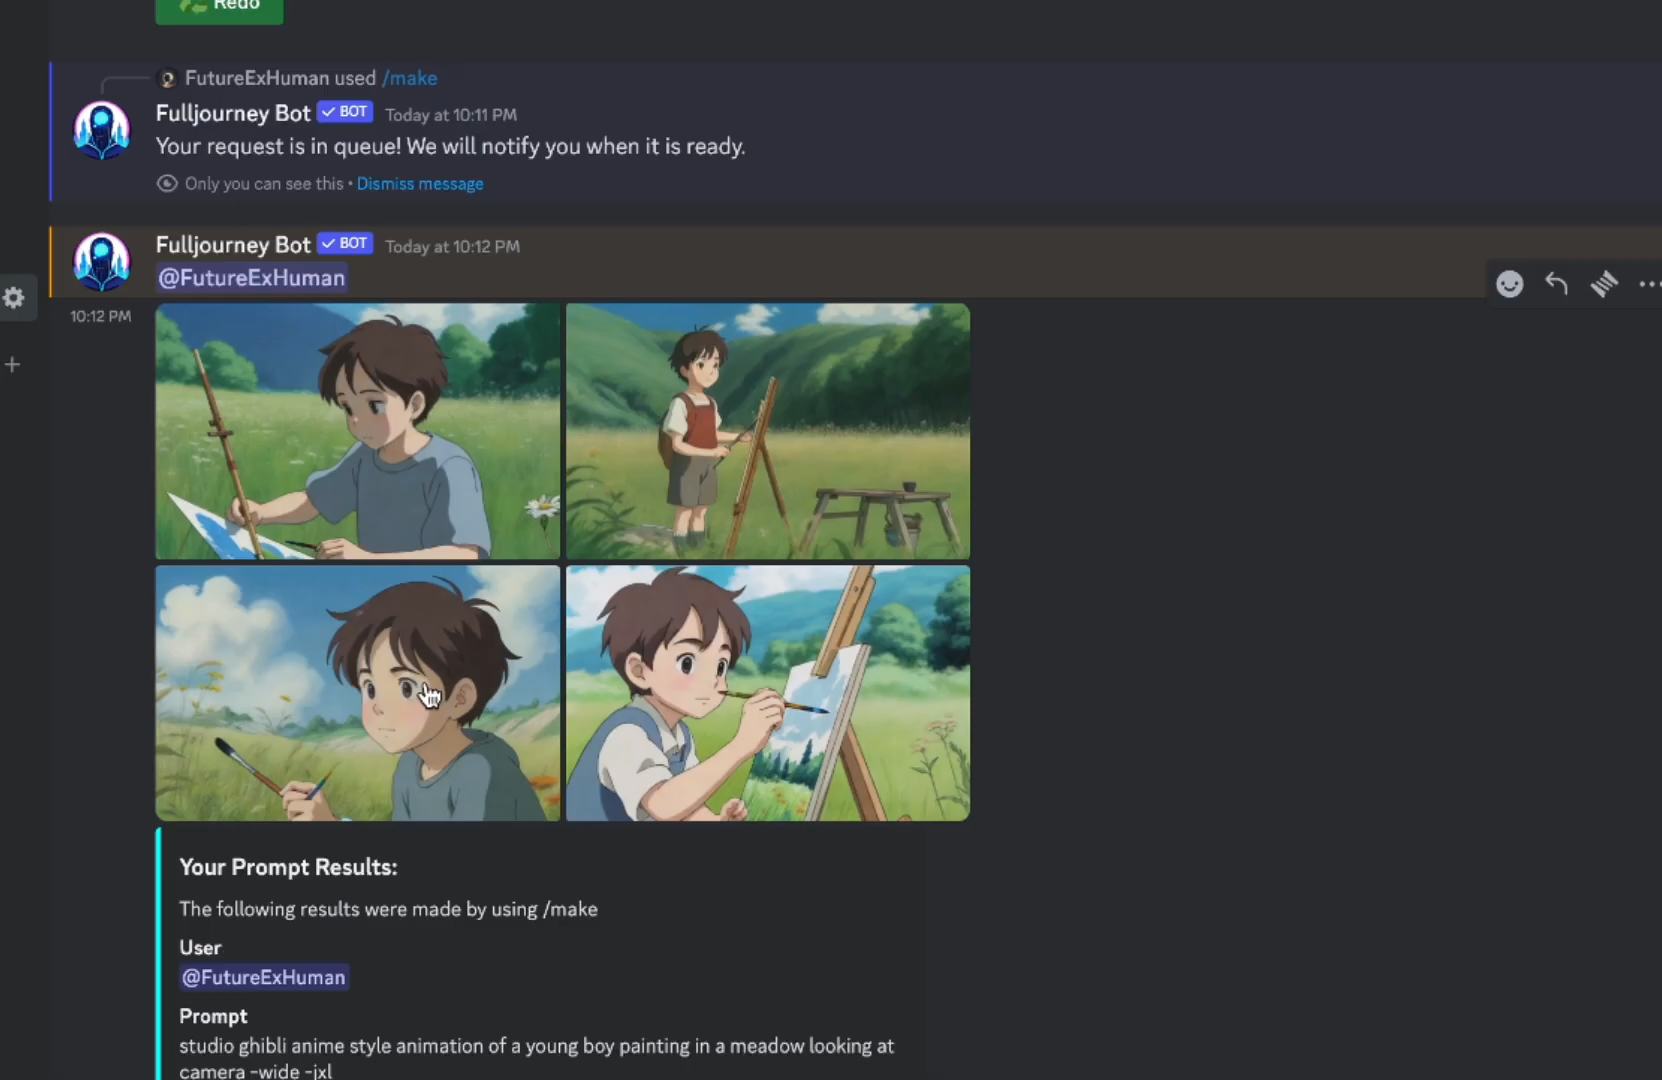 Redo
FutureExHuman used /make
Fulljourney Bot ✓ BOT Today at 10:11 PM
Your request is in queue! We will notify you when it is ready.
Only you can see this • Dismiss message
Fulljourney Bot ✓ BOT Today at 10:12 PM
@FutureExHuman
10:12 PM
Your Prompt Results:
The following results were made by using /make
User
@FutureExHuman
Prompt
studio ghibli anime style animation of a young boy painting in a meadow looking at
camera -wide -jxl